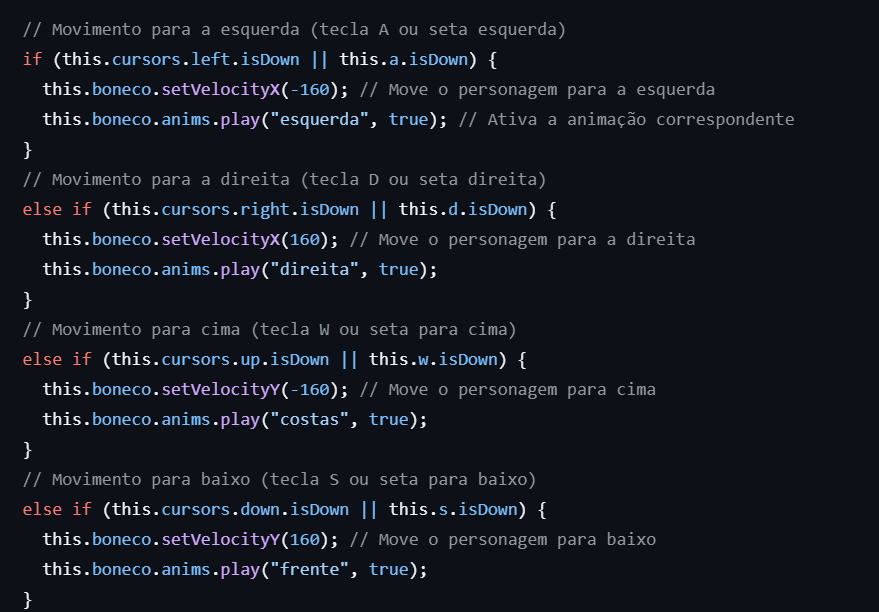 // Movimento para a esquerda (tecla A ou seta esquerda)
if (this.cursors.left.isDown || this.a.isDown) {
  this.boneco.setVelocityX(-160); // Move o personagem para a esquerda
  this.boneco.anims.play("esquerda", true); // Ativa a animação correspondente
}
// Movimento para a direita (tecla D ou seta direita)
else if (this.cursors.right.isDown || this.d.isDown) {
  this.boneco.setVelocityX(160); // Move o personagem para a direita
  this.boneco.anims.play("direita", true);
}
// Movimento para cima (tecla W ou seta para cima)
else if (this.cursors.up.isDown || this.w.isDown) {
  this.boneco.setVelocityY(-160); // Move o personagem para cima
  this.boneco.anims.play("costas", true);
}
// Movimento para baixo (tecla S ou seta para baixo)
else if (this.cursors.down.isDown || this.s.isDown) {
  this.boneco.setVelocityY(160); // Move o personagem para baixo
  this.boneco.anims.play("frente", true);
}